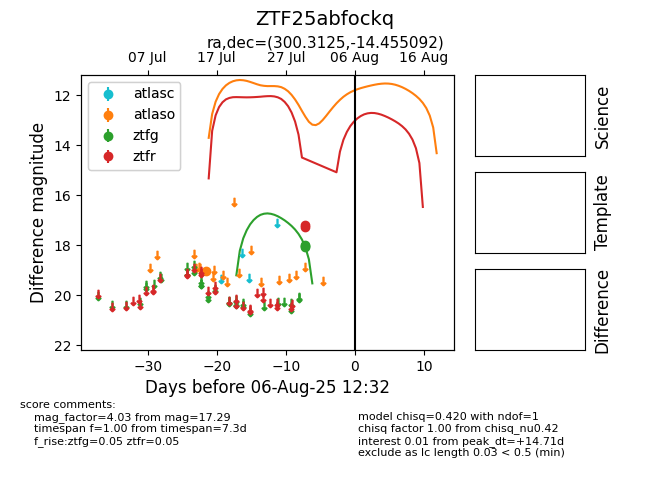 ZTF25abfockq
ra,dec=(300.3125,-14.455092)
07 Jul 17 Jul 27 Jul 06 Aug 16 Aug
12
14
16
18
20
22
Difference magnitude
atlasc
atlaso
ztfg
ztfr
−30 −20 −10 0 10
Days before 06-Aug-25 12:32
Science
Template
Difference
score comments:
mag_factor=4.03 from mag=17.29
timespan f=1.00 from timespan=7.3d
f_rise:ztfg=0.05 ztfr=0.05
model chisq=0.420 with ndof=1
chisq factor 1.00 from chisq_nu0.42
interest 0.01 from peak_dt=+14.71d
exclude as lc length 0.03 < 0.5 (min)